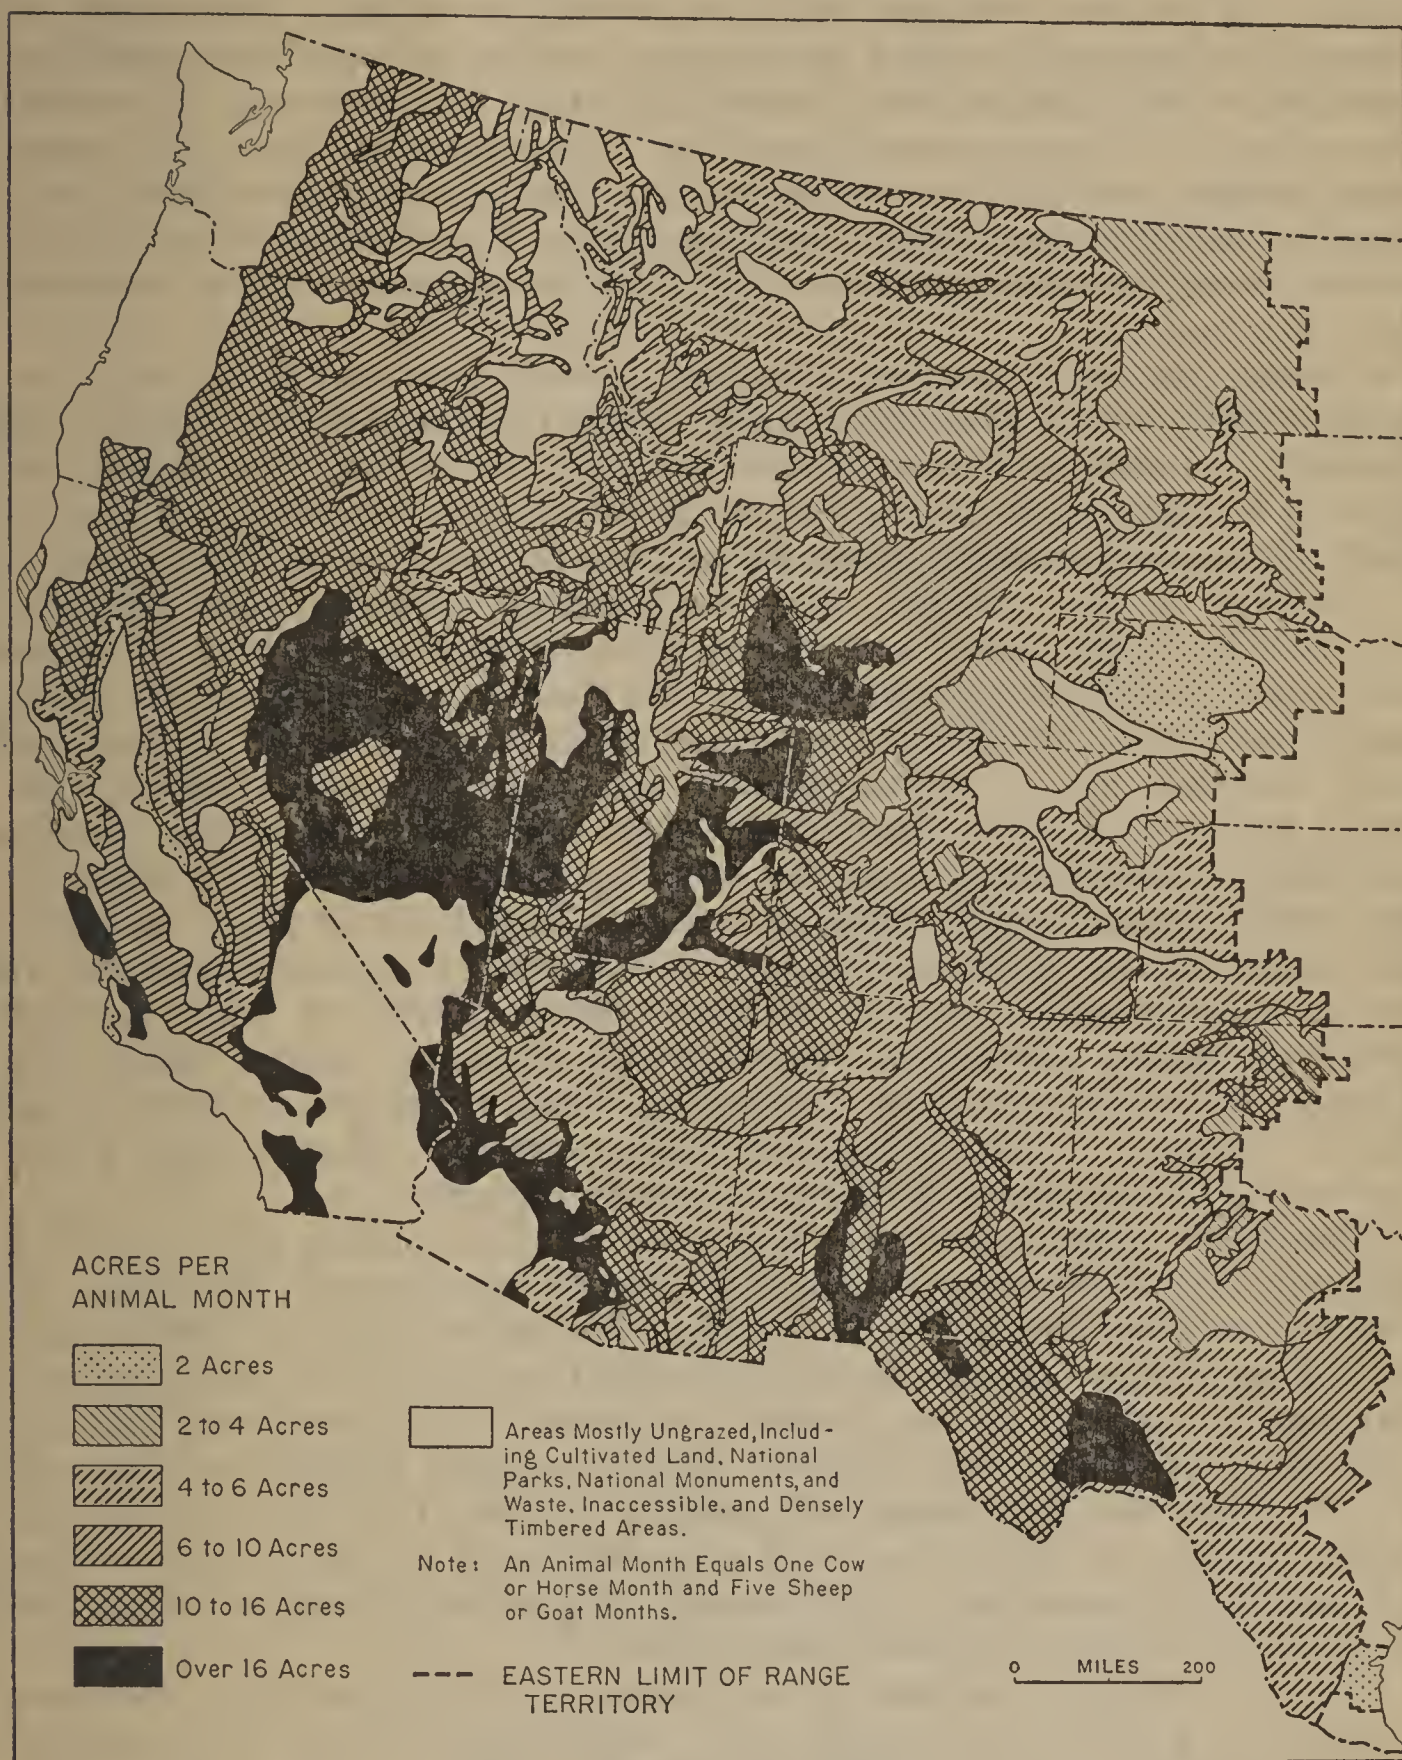 ACRES PER
ANIMAL MONTH
2 Acres
2 to 4 Acres
4 to 6 Acres
6 to 10 Acres
10 to 16 Acres
Over 16 Acres
Areas Mostly Ungrazed, Includ-
ing Cultivated Land, National
Parks, National Monuments, and
Waste, Inaccessible, and Densely
Timbered Areas.
Note: An Animal Month Equals One Cow
or Horse Month and Five Sheep
or Goat Months.
EASTERN LIMIT OF RANGE
TERRITORY
0 MILES 200